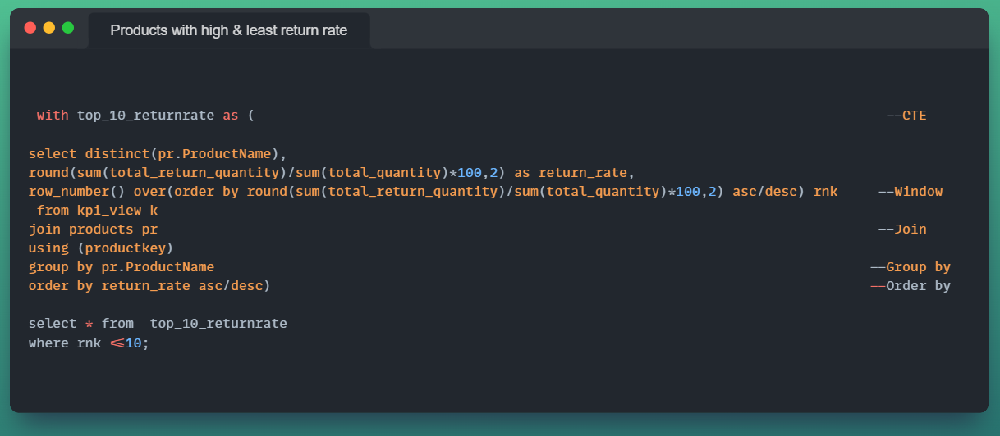 Products with high & least return rate
with top_10_returnrate as ( --CTE
select distinct(pr.ProductName),
round(sum(total_return_quantity)/sum(total_quantity)*100,2) as return_rate,
row_number() over(order by round(sum(total_return_quantity)/sum(total_quantity)*100,2) asc/desc) rnk --Window
from kpi_view k
join products pr --Join
using (productkey)
group by pr.ProductName --Group by
order by return_rate asc/desc) --Order by
select * from  top_10_returnrate
where rnk <=10;